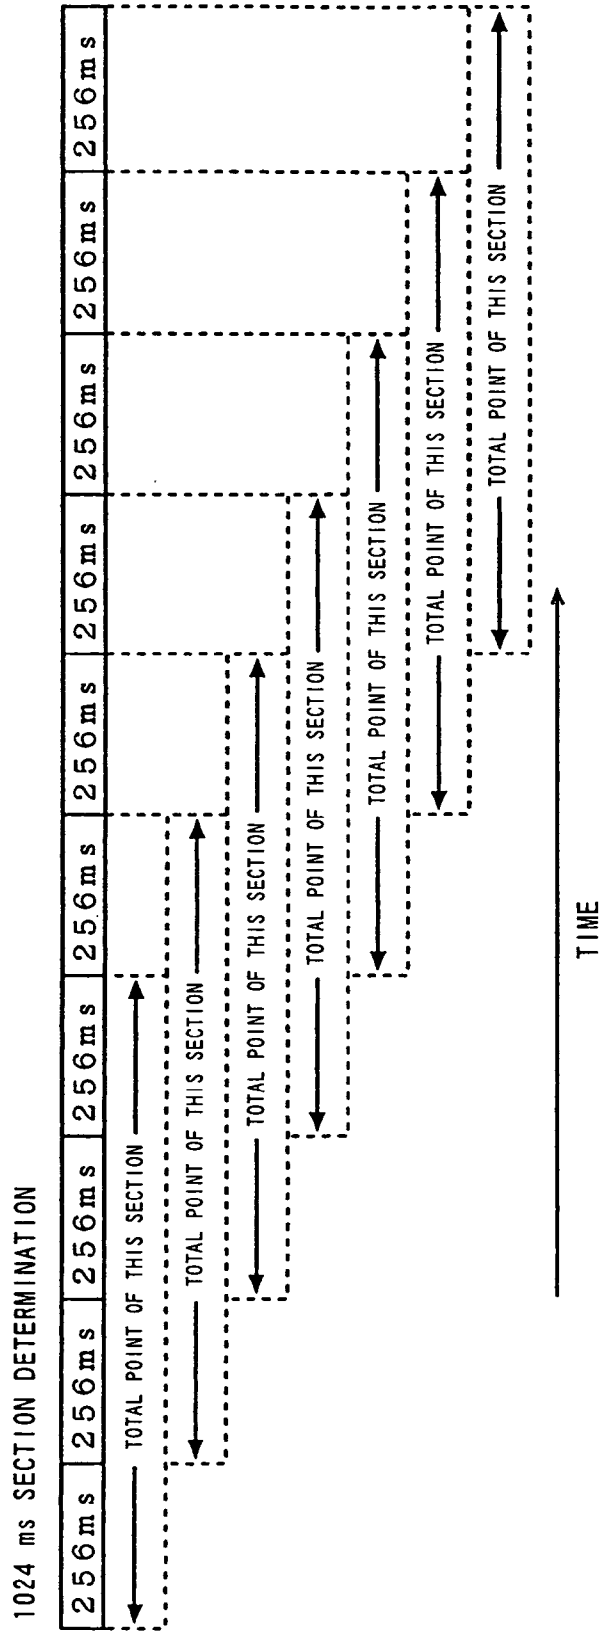 1024 ms SECTION DETERMINATION
256ms 256ms 256ms 256ms 256ms 256ms 256ms 256ms 256ms 256ms
TOTAL POINT OF THIS SECTION
TOTAL POINT OF THIS SECTION
TOTAL POINT OF THIS SECTION
TOTAL POINT OF THIS SECTION
TOTAL POINT OF THIS SECTION
TOTAL POINT OF THIS SECTION
TOTAL POINT OF THIS SECTION
TIME